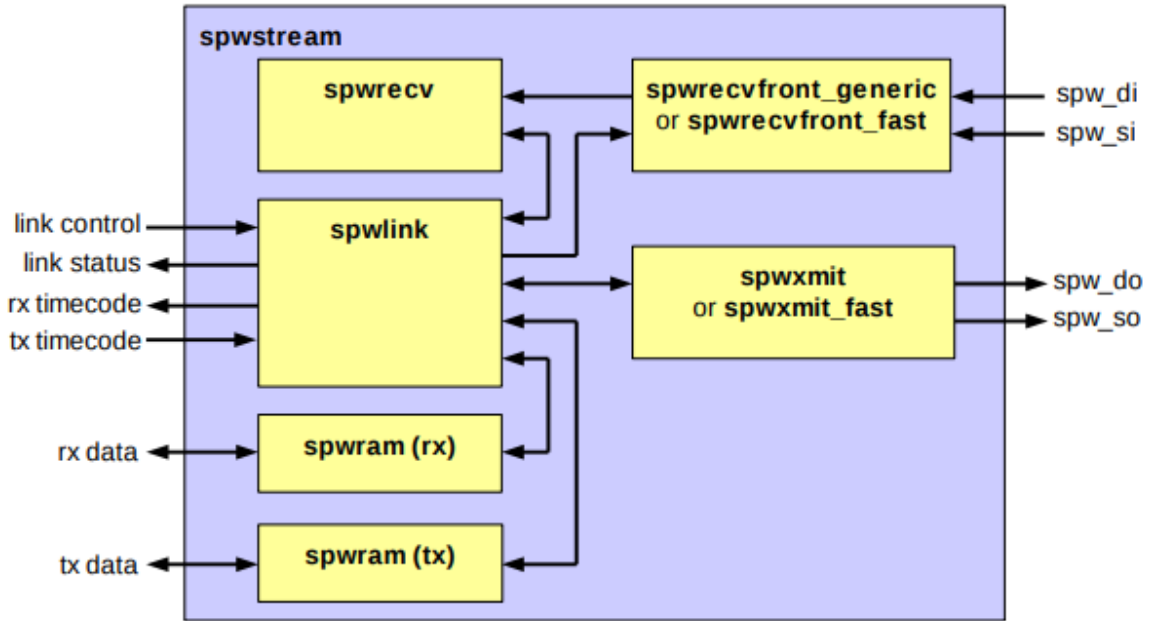 spwstream
spwrecv
spwrecvfront_generic
or spwrecvfront_fast
spw_di
spw_si
link control
link status
rx timecode
tx timecode
spwlink
spwxmit
or spwxmit_fast
spw_do
spw_so
rx data
spwram (rx)
tx data
spwram (tx)